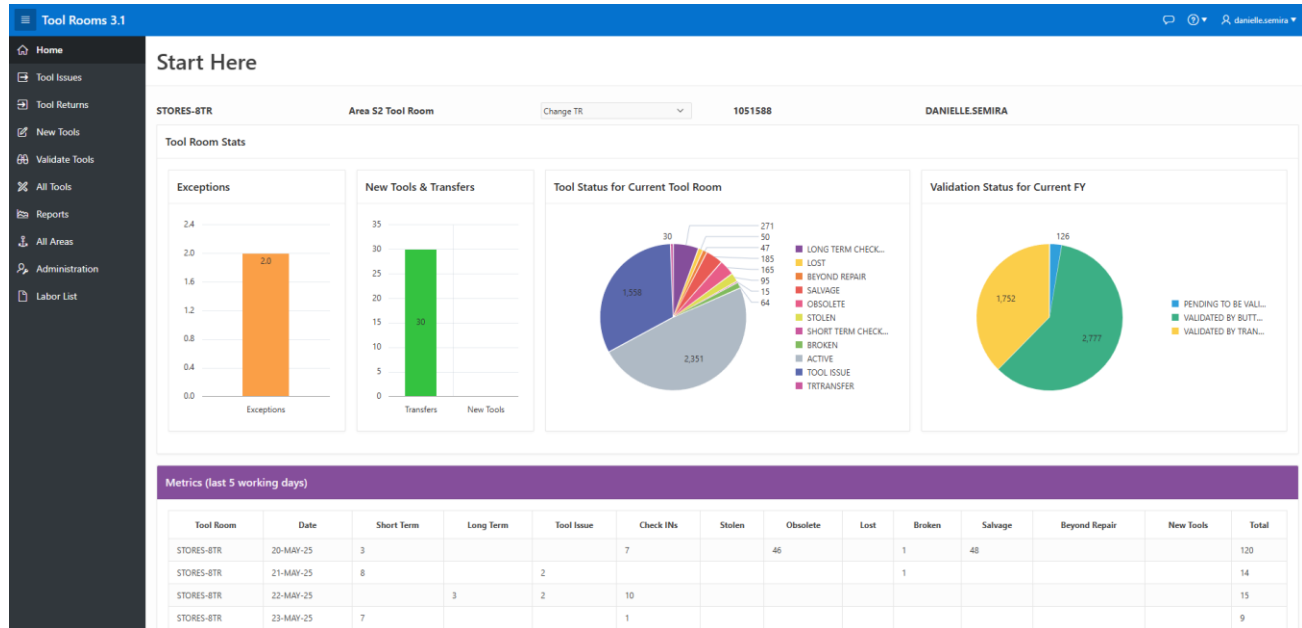 Tool Rooms 3.1
danielle.semira
Home
Tool Issues
Tool Returns
New Tools
Validate Tools
All Tools
Reports
All Areas
Administration
Labor List
Start Here
STORES-8TR Area S2 Tool Room Change TR 1051588 DANIELLE.SEMIRA
Tool Room Stats
Exceptions
2.4
2.0
1.6
1.2
0.8
0.4
0.0
2.0
Exceptions
New Tools & Transfers
35
30
25
20
15
10
5
0
30
Transfers New Tools
Tool Status for Current Tool Room
30
271
50
47
185
165
95
15
64
1,558
2,351
LONG TERM CHECK...
LOST
BEYOND REPAIR
SALVAGE
OBSOLETE
STOLEN
SHORT TERM CHECK...
BROKEN
ACTIVE
TOOL ISSUE
TRTRANSFER
Validation Status for Current FY
126
1,752
2,777
PENDING TO BE VALI...
VALIDATED BY BUTT...
VALIDATED BY TRAN...
Metrics (last 5 working days)
Tool Room Date Short Term Long Term Tool Issue Check INs Stolen Obsolete Lost Broken Salvage Beyond Repair New Tools Total
STORES-8TR 20-MAY-25 3 7 46 1 48 120
STORES-8TR 21-MAY-25 8 2 1 14
STORES-8TR 22-MAY-25 3 2 10 15
STORES-8TR 23-MAY-25 7 1 9